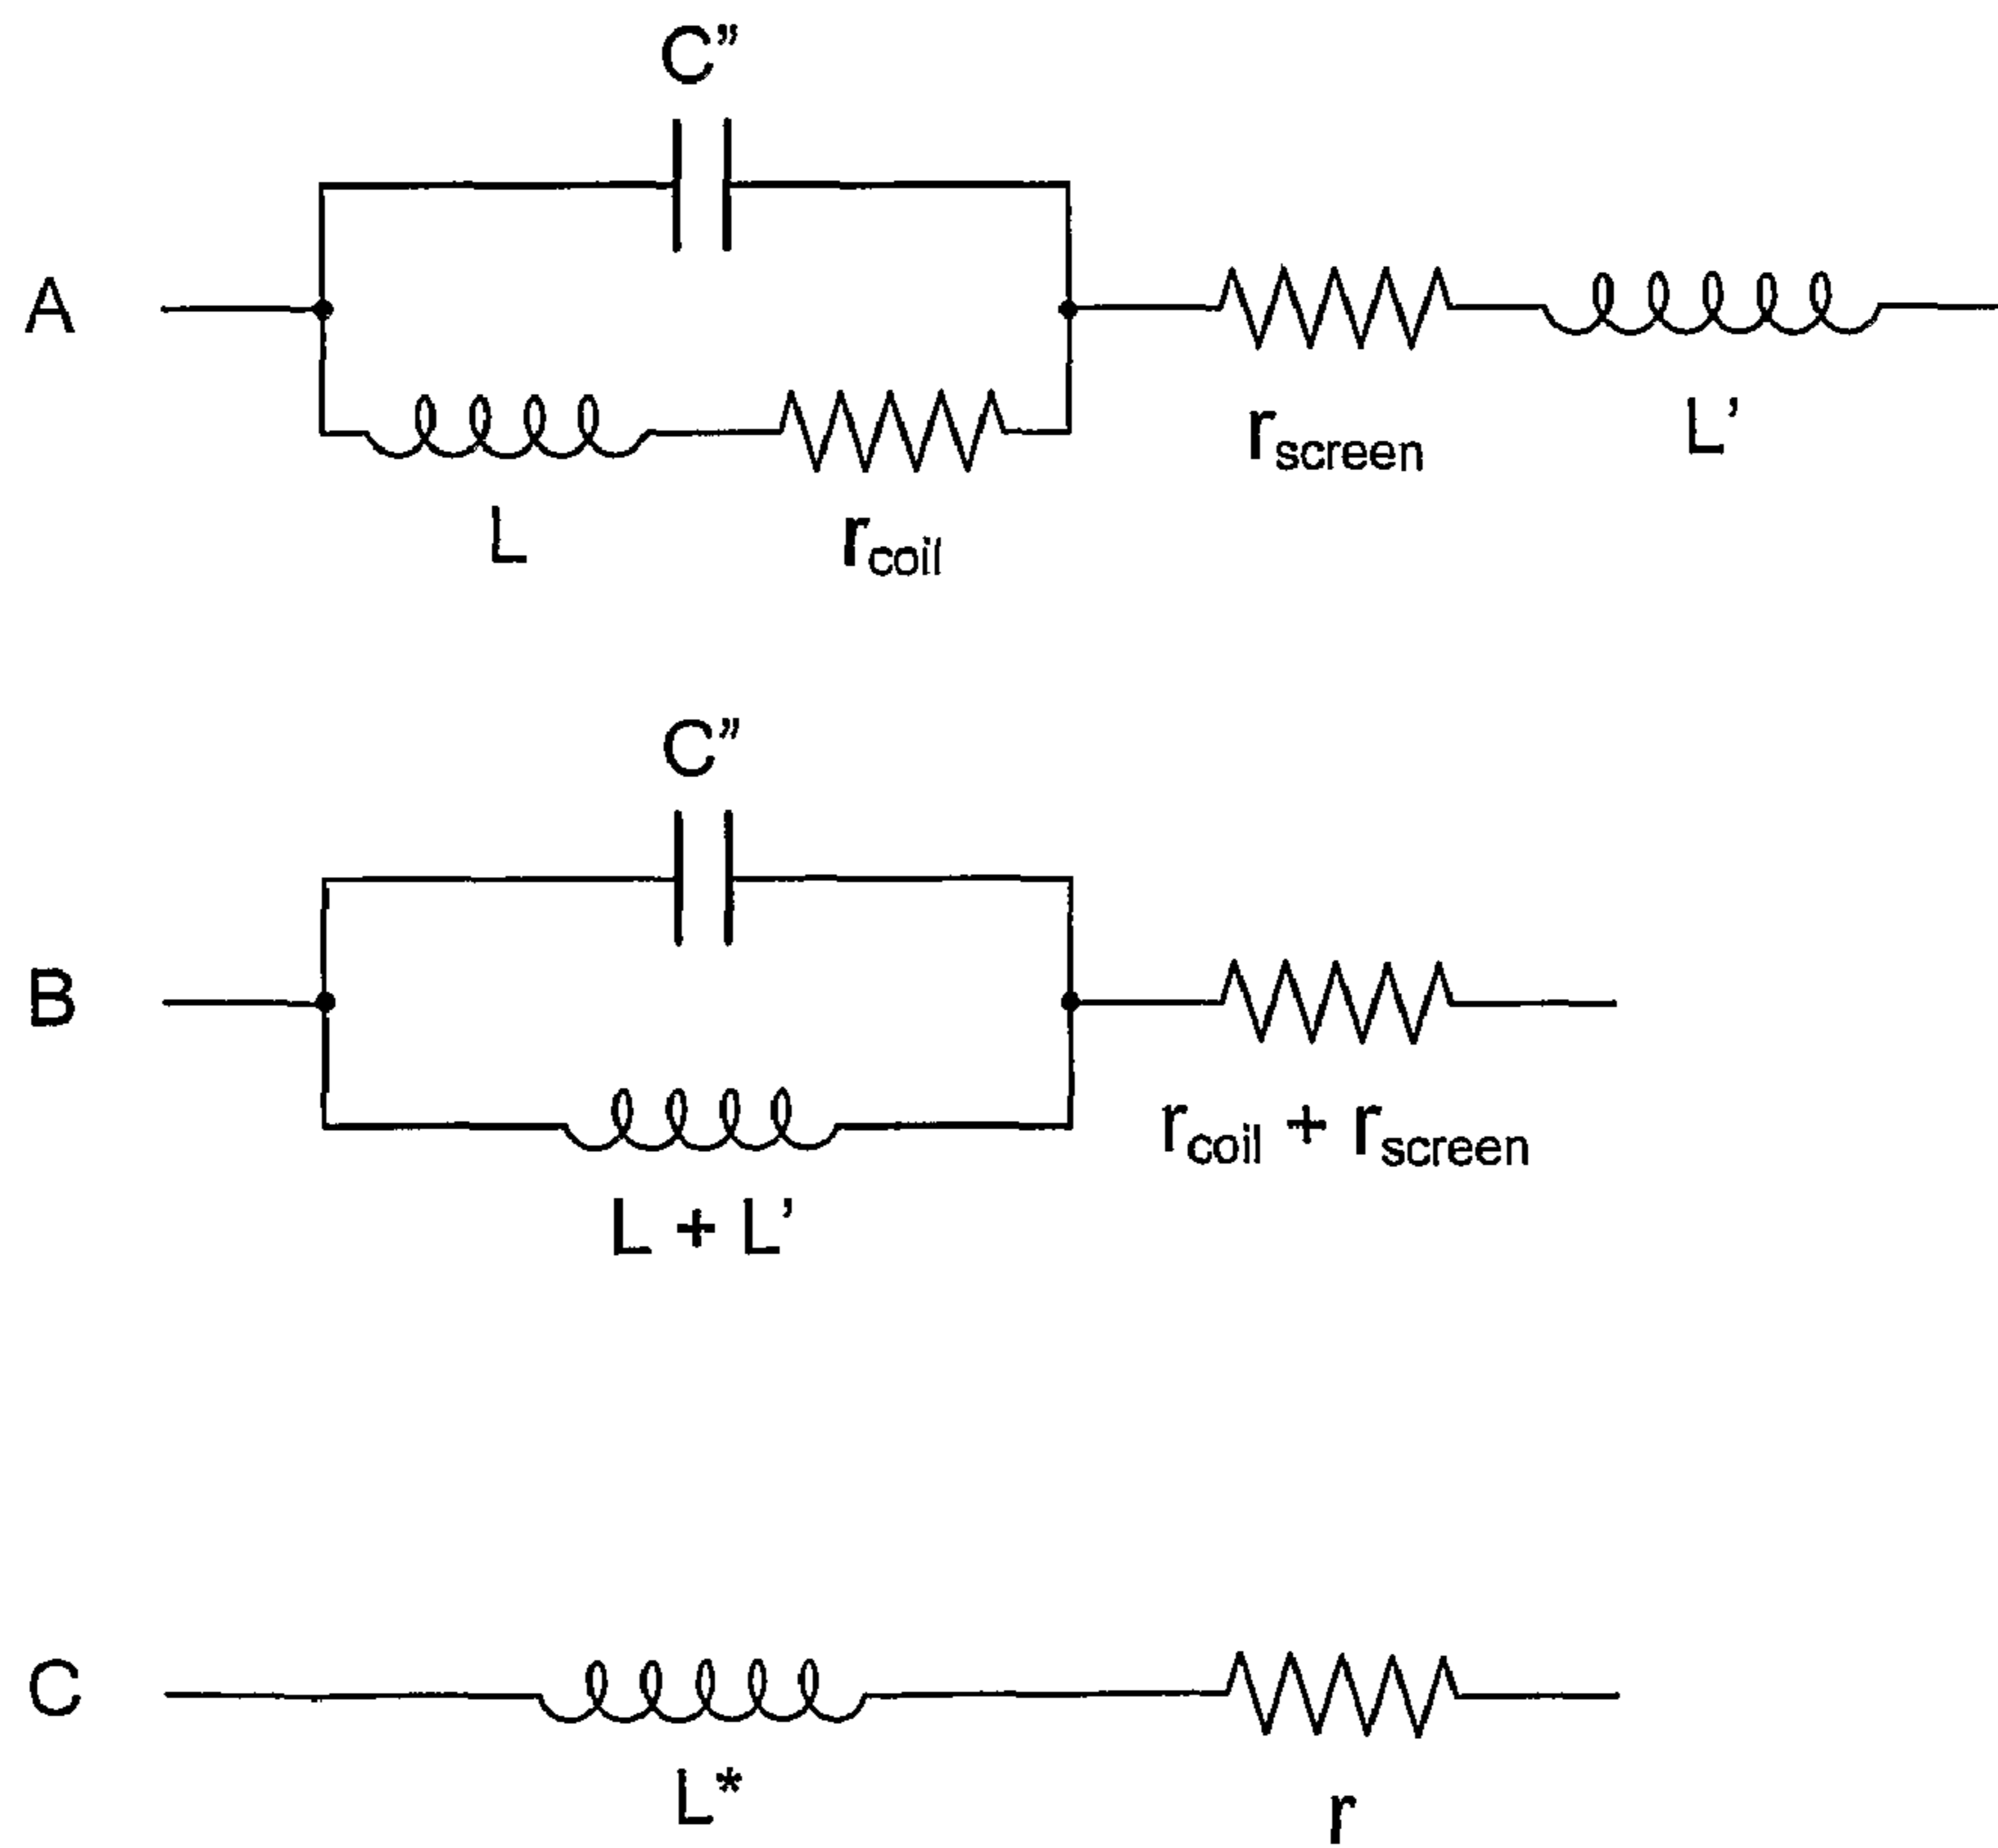 C”
A
r_screen
L’
L
r_coil
C”
B
r_coil + r_screen
L + L’
C
L*
r